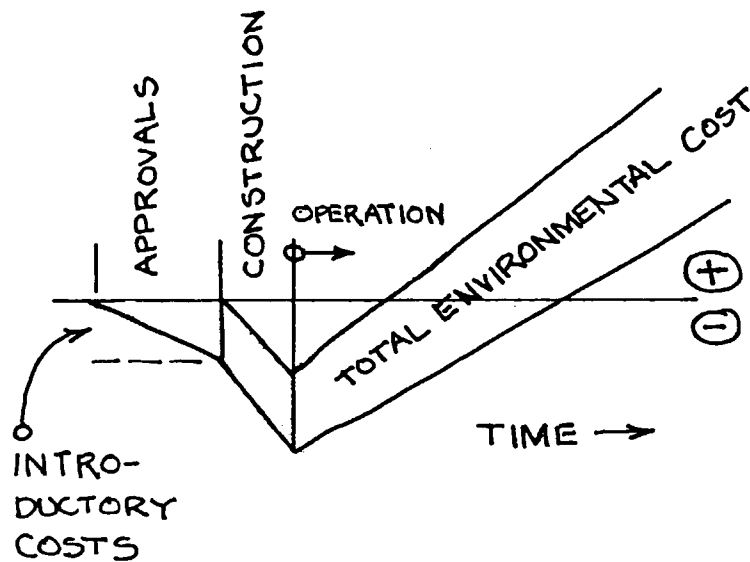 APPROVALS
CONSTRUCTION
OPERATION
TOTAL ENVIRONMENTAL COST
+
-
TIME
INTRO-
DUCTORY
COSTS